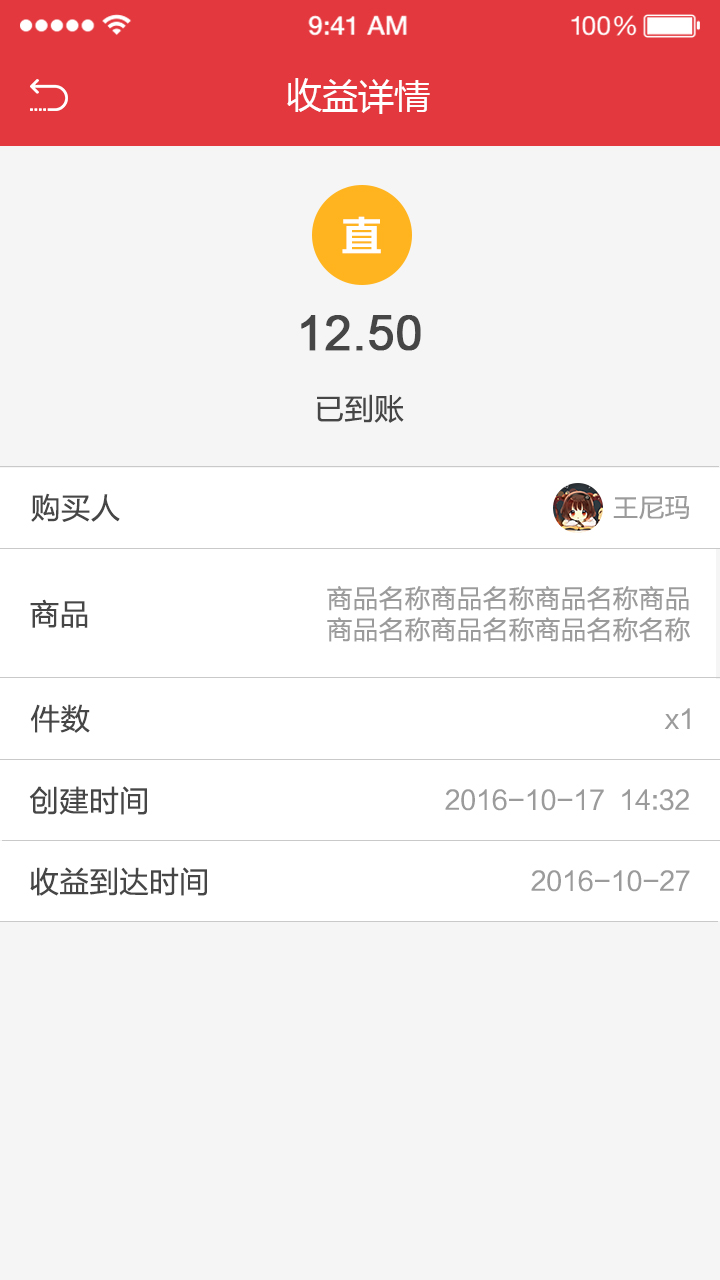 9:41 AM 100%
收益详情
直
12.50
已到账
购买人 王尼玛
商品 商品名称商品名称商品名称商品
商品名称商品名称商品名称名称
件数 x1
创建时间 2016-10-17 14:32
收益到达时间 2016-10-27